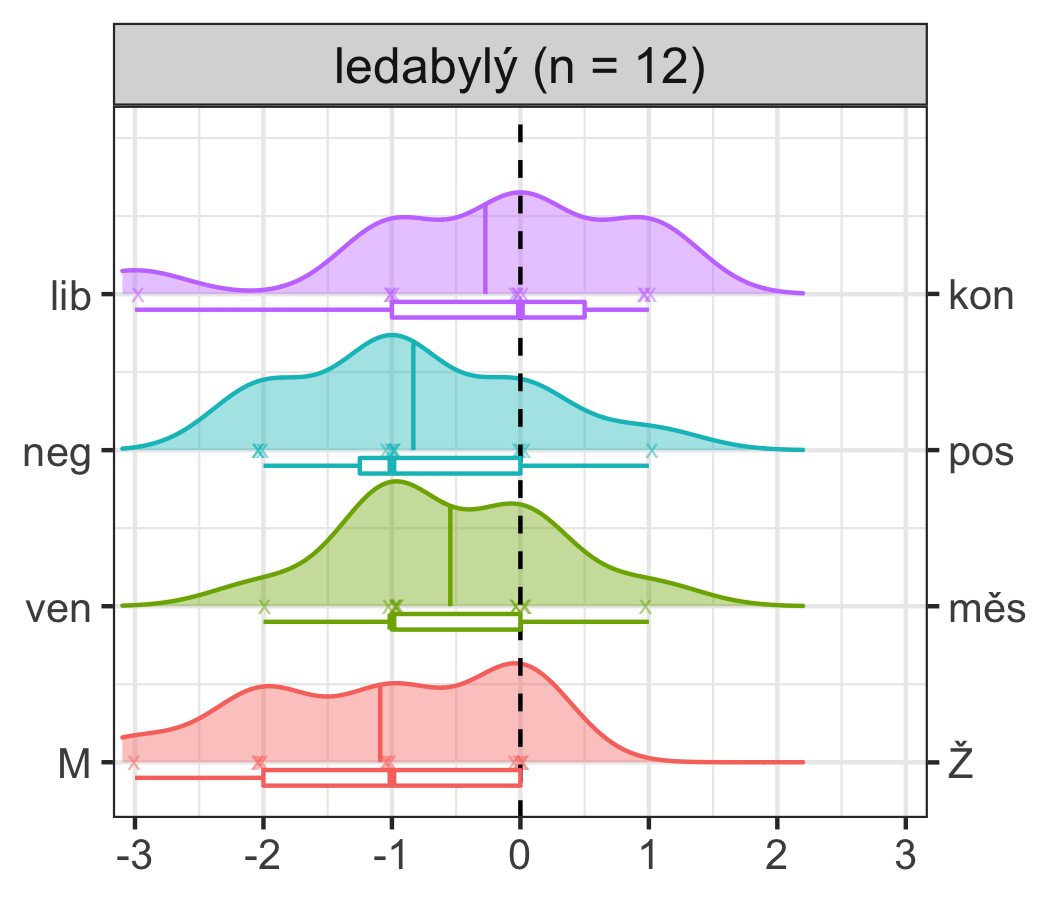 ledabylý (n = 12)
lib kon
neg pos
ven měs
M Ž
-3 -2 -1 0 1 2 3